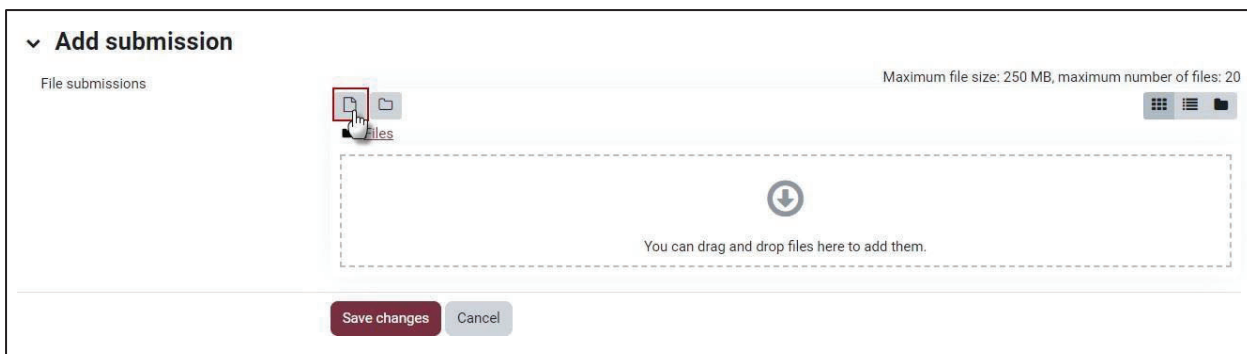 Add submission
File submissions
Maximum file size: 250 MB, maximum number of files: 20
Files
You can drag and drop files here to add them.
Save changes
Cancel